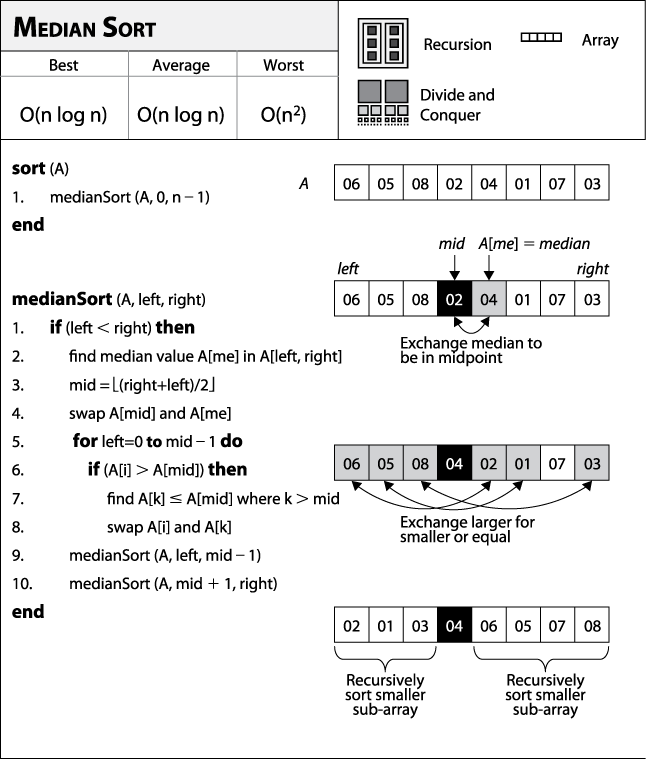 MEDIAN SORT
Best Average Worst
O(n log n) O(n log n) O(n²)
Recursion
Array
Divide and
Conquer
sort (A)
1. medianSort (A, 0, n − 1)
end
A 06 05 08 02 04 01 07 03
mid A[me] = median
left right
06 05 08 02 04 01 07 03
Exchange median to
be in midpoint
medianSort (A, left, right)
1. if (left < right) then
2. find median value A[me] in A[left, right]
3. mid = ⌊(right+left)/2⌋
4. swap A[mid] and A[me]
5. for left=0 to mid − 1 do
6. if (A[i] > A[mid]) then
7. find A[k] ≤ A[mid] where k > mid
8. swap A[i] and A[k]
9. medianSort (A, left, mid − 1)
10. medianSort (A, mid + 1, right)
end
06 05 08 04 02 01 07 03
Exchange larger for
smaller or equal
02 01 03 04 06 05 07 08
Recursively Recursively
sort smaller sort smaller
sub-array sub-array